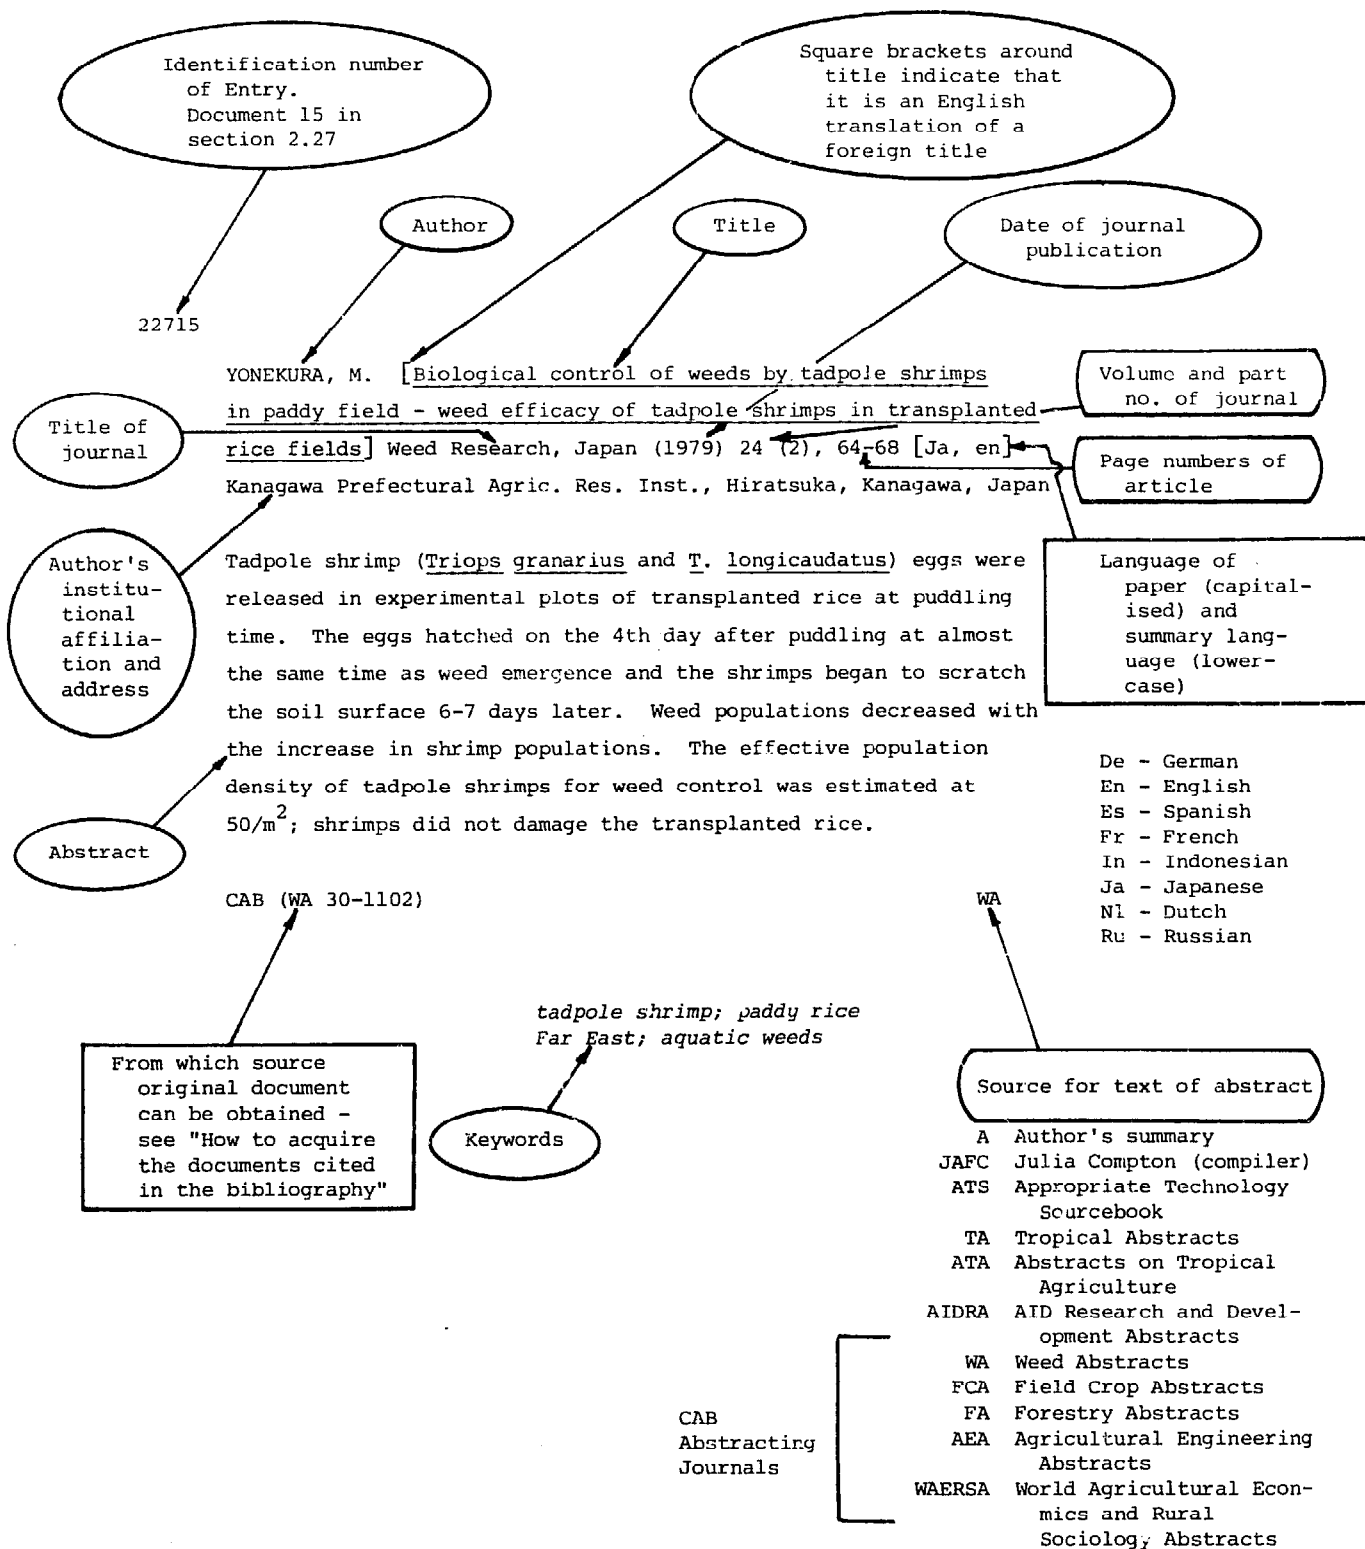 Identification number
of Entry.
Document 15 in
section 2.27
Square brackets around
title indicate that
it is an English
translation of a
foreign title
Author
Title
Date of journal
publication
22715
YONEKURA, M. [Biological control of weeds by tadpole shrimps
in paddy field - weed efficacy of tadpole shrimps in transplanted
rice fields] Weed Research, Japan (1979) 24 (2), 64-68 [Ja, en]
Kanagawa Prefectural Agric. Res. Inst., Hiratsuka, Kanagawa, Japan
Volume and part
no. of journal
Title of
journal
Page numbers of
article
Author's
institu-
tional
affilia-
tion and
address
Tadpole shrimp (Triops granarius and T. longicaudatus) eggs were
released in experimental plots of transplanted rice at puddling
time. The eggs hatched on the 4th day after puddling at almost
the same time as weed emergence and the shrimps began to scratch
the soil surface 6-7 days later. Weed populations decreased with
the increase in shrimp populations. The effective population
density of tadpole shrimps for weed control was estimated at
50/m²; shrimps did not damage the transplanted rice.
Language of
paper (capital-
ised) and
summary lang-
uage (lower-
case)
De - German
En - English
Es - Spanish
Fr - French
In - Indonesian
Ja - Japanese
Nl - Dutch
Ru - Russian
Abstract
CAB (WA 30-1102)
WA
tadpole shrimp; paddy rice
Far East; aquatic weeds
From which source
original document
can be obtained -
see "How to acquire
the documents cited
in the bibliography"
Keywords
Source for text of abstract
A Author's summary
JAFC Julia Compton (compiler)
ATS Appropriate Technology
Sourcebook
TA Tropical Abstracts
ATA Abstracts on Tropical
Agriculture
AIDRA AID Research and Devel-
opment Abstracts
WA Weed Abstracts
FCA Field Crop Abstracts
FA Forestry Abstracts
AEA Agricultural Engineering
Abstracts
WAERSA World Agricultural Econ-
mics and Rural
Sociology Abstracts
CAB
Abstracting
Journals